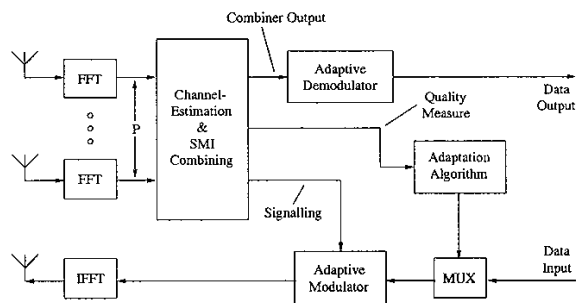 Combiner Output
FFT
Channel-
Estimation
&
SMI
Combining
Adaptive
Demodulator
Data
Output
P
Quality
Measure
FFT
Adaptation
Algorithm
Signalling
IFFT
Adaptive
Modulator
MUX
Data
Input